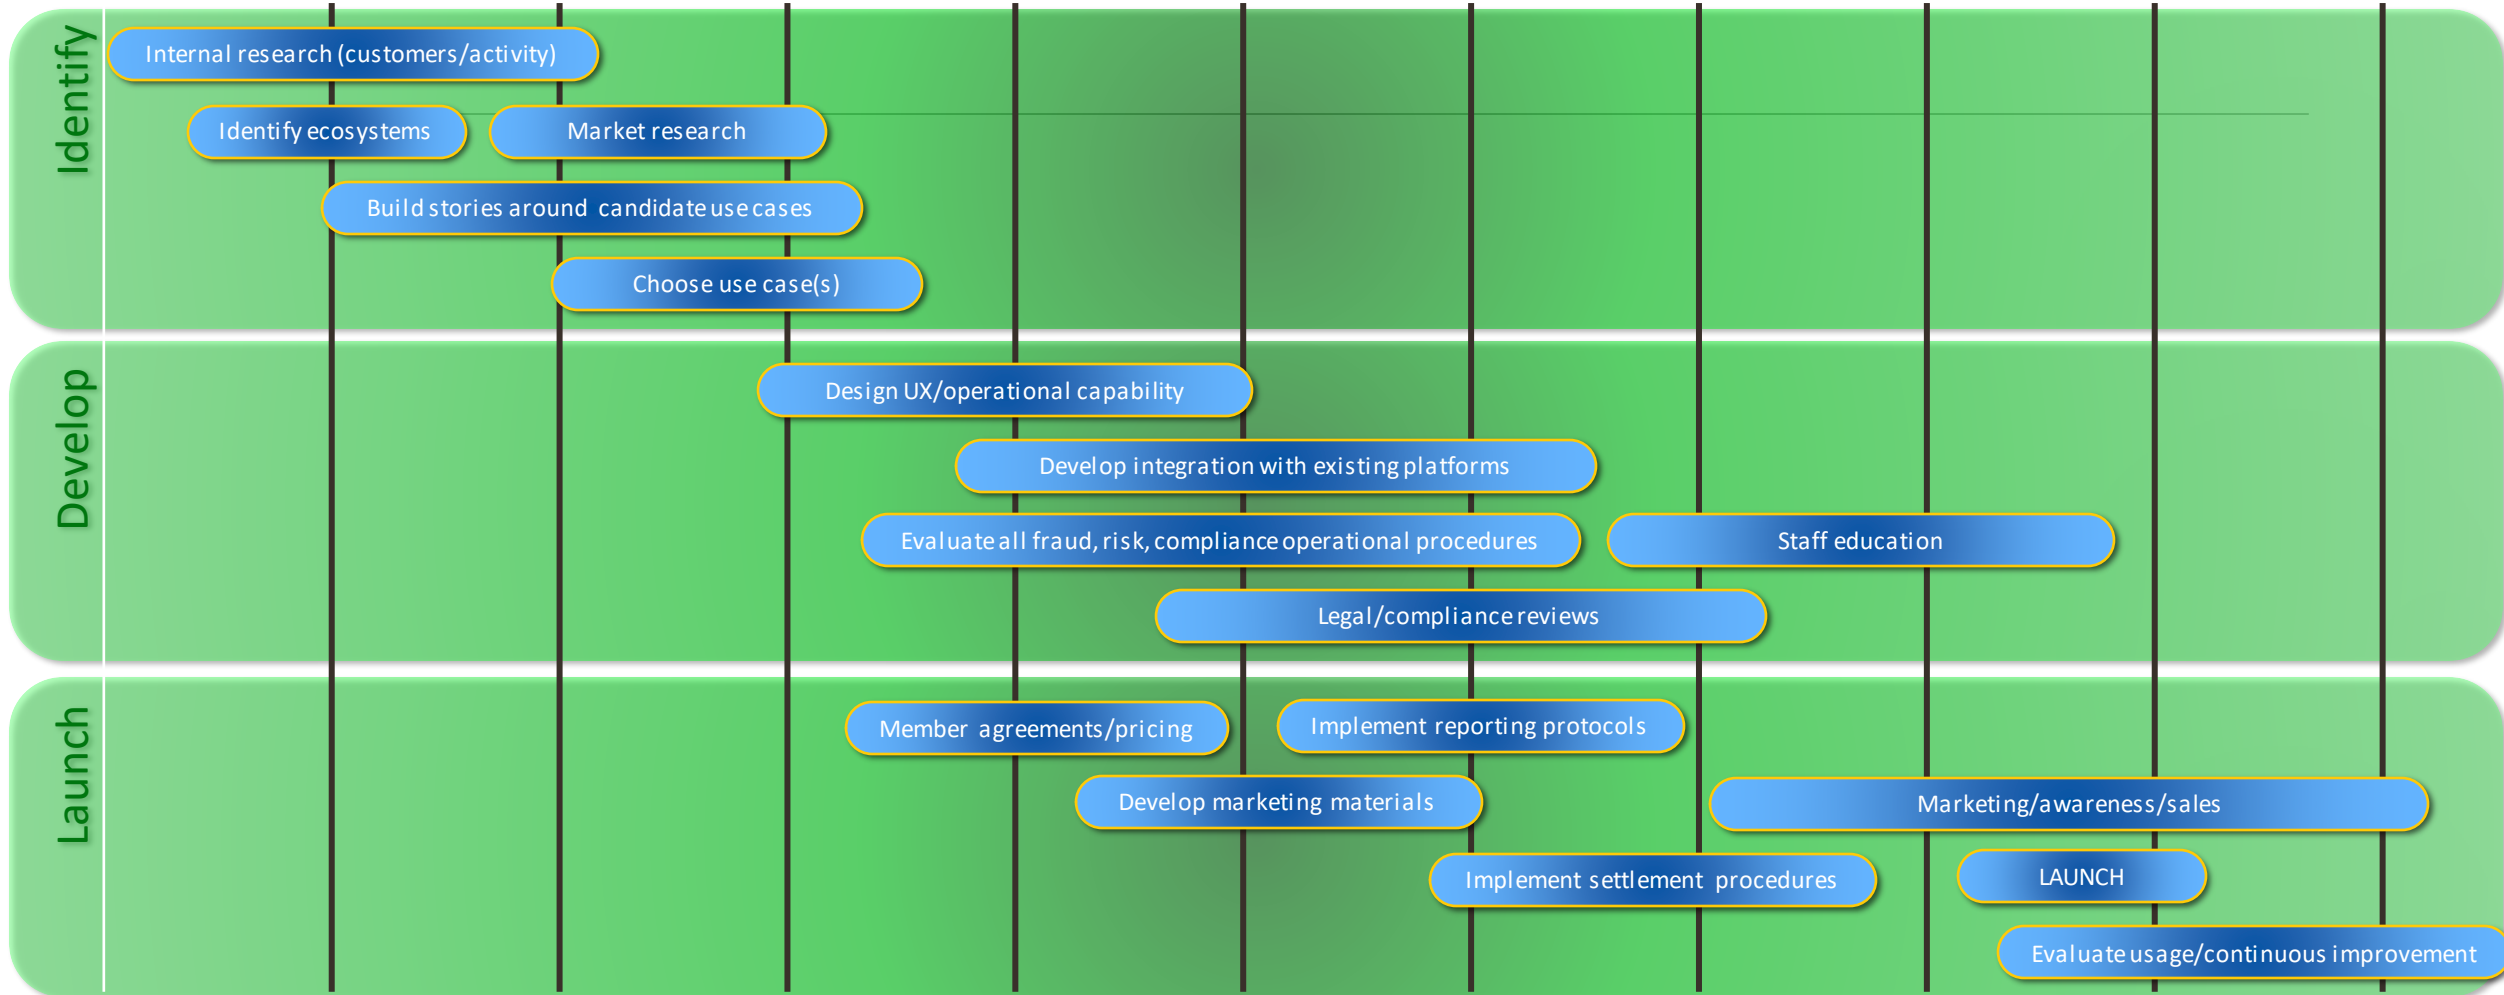 Identify
Internal research (customers/activity)
Identify ecosystems
Market research
Build stories around candidate use cases
Choose use case(s)
Develop
Design UX/operational capability
Develop integration with existing platforms
Evaluate all fraud, risk, compliance operational procedures
Staff education
Legal/compliance reviews
Launch
Member agreements/pricing
Implement reporting protocols
Develop marketing materials
Marketing/awareness/sales
Implement settlement procedures
LAUNCH
Evaluate usage/continuous improvement